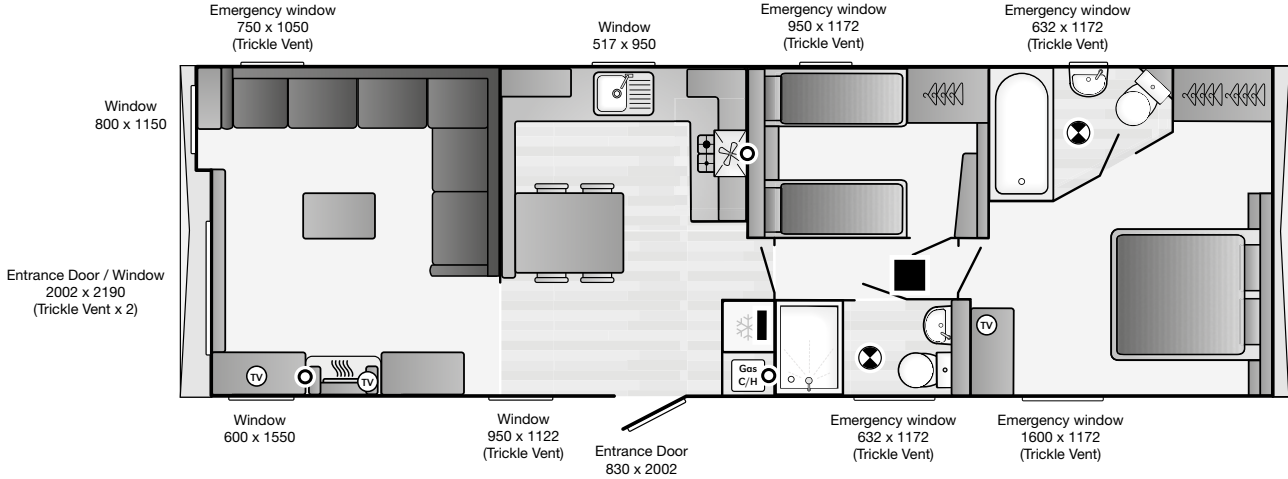 Emergency window
750 x 1050
(Trickle Vent)
Window
517 x 950
Emergency window
950 x 1172
(Trickle Vent)
Emergency window
632 x 1172
(Trickle Vent)
Window
800 x 1150
Entrance Door / Window
2002 x 2190
(Trickle Vent x 2)
TV
TV
Gas
C/H
TV
Window
600 x 1550
Window
950 x 1122
(Trickle Vent)
Entrance Door
830 x 2002
Emergency window
632 x 1172
(Trickle Vent)
Emergency window
1600 x 1172
(Trickle Vent)